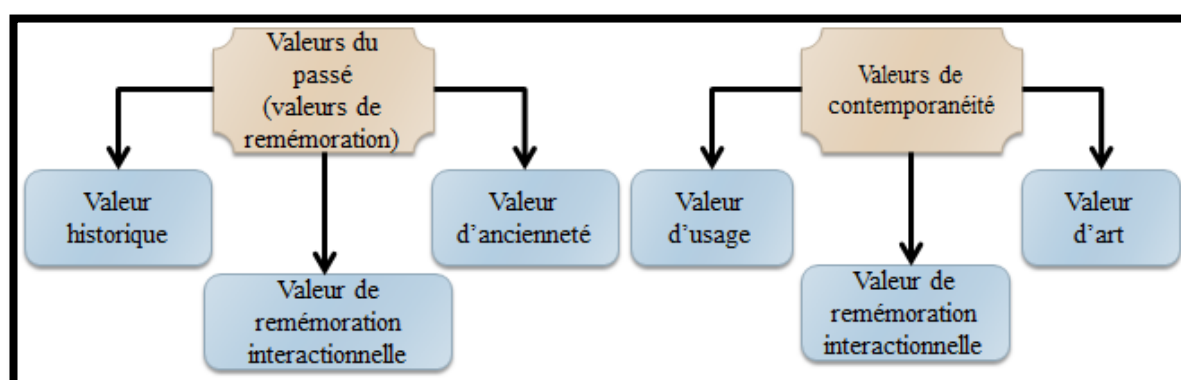 Valeurs du
passé
(valeurs de
remémoration)
Valeur
historique
Valeur de
remémoration
interactionnelle
Valeur
d'ancienneté
Valeurs de
contemporanéité
Valeur
d'usage
Valeur de
remémoration
interactionnelle
Valeur
d'art